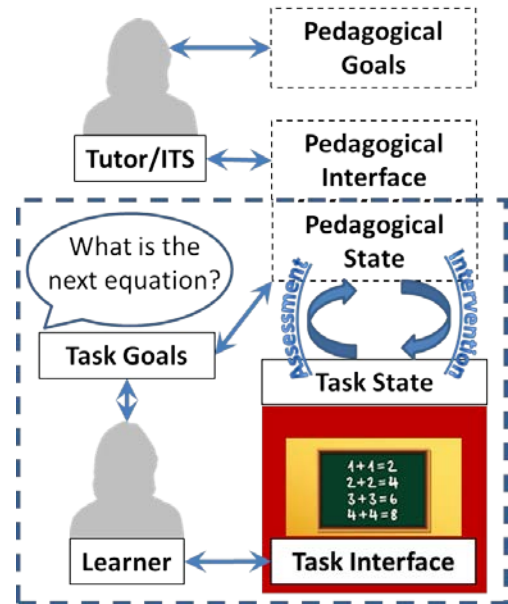 Pedagogical
Goals
Tutor/ITS
Pedagogical
Interface
What is the
next equation?
Pedagogical
State
Assessment
Intervention
Task Goals
Task State
1+1=2
2+2=4
3+3=6
4+4=8
Learner
Task Interface